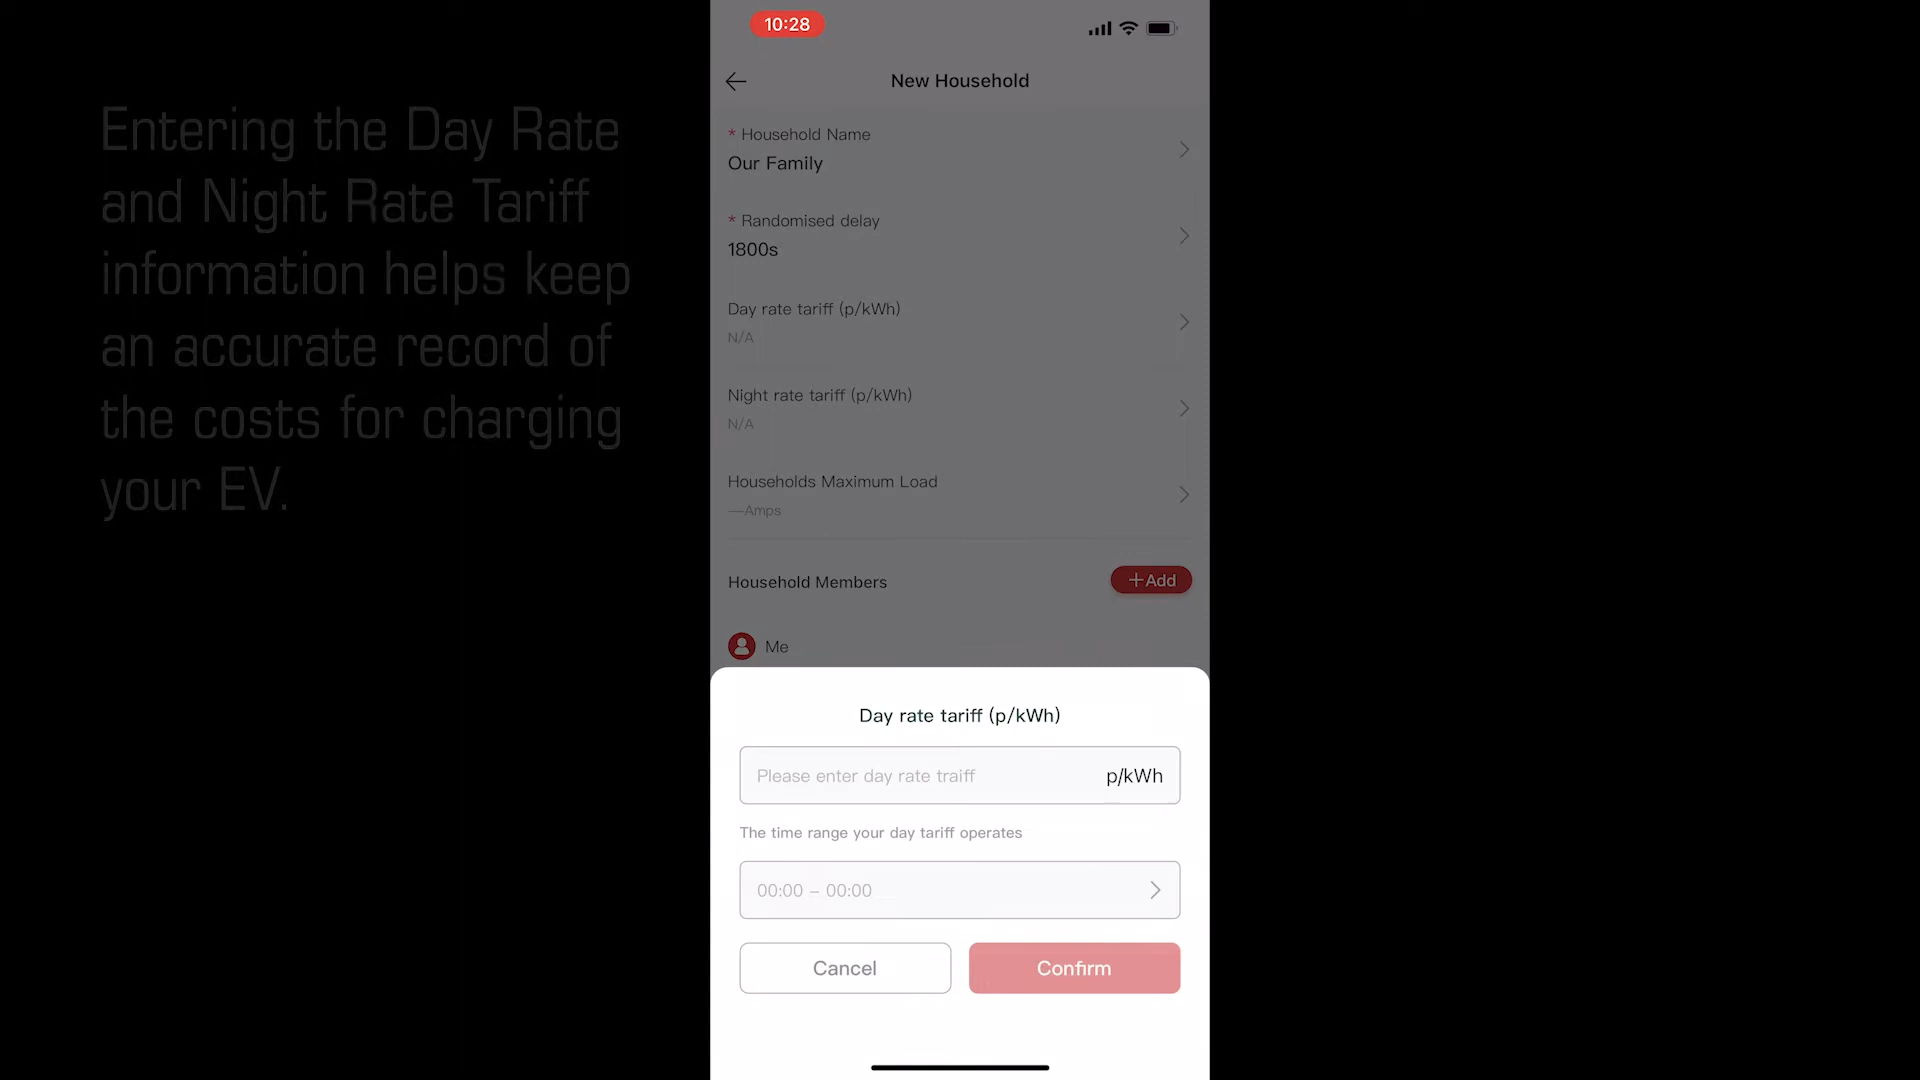 Entering the Day Rate
and Night Rate Tariff
information helps keep
an accurate record of
the costs for charging
your EV.
10:28
New Household
* Household Name
Our Family
* Randomised delay
1800s
Day rate tariff (p/kWh)
N/A
Night rate tariff (p/kWh)
N/A
Households Maximum Load
—Amps
Household Members
+Add
Me
Day rate tariff (p/kWh)
Please enter day rate traiff p/kWh
The time range your day tariff operates
00:00 – 00:00
Cancel Confirm